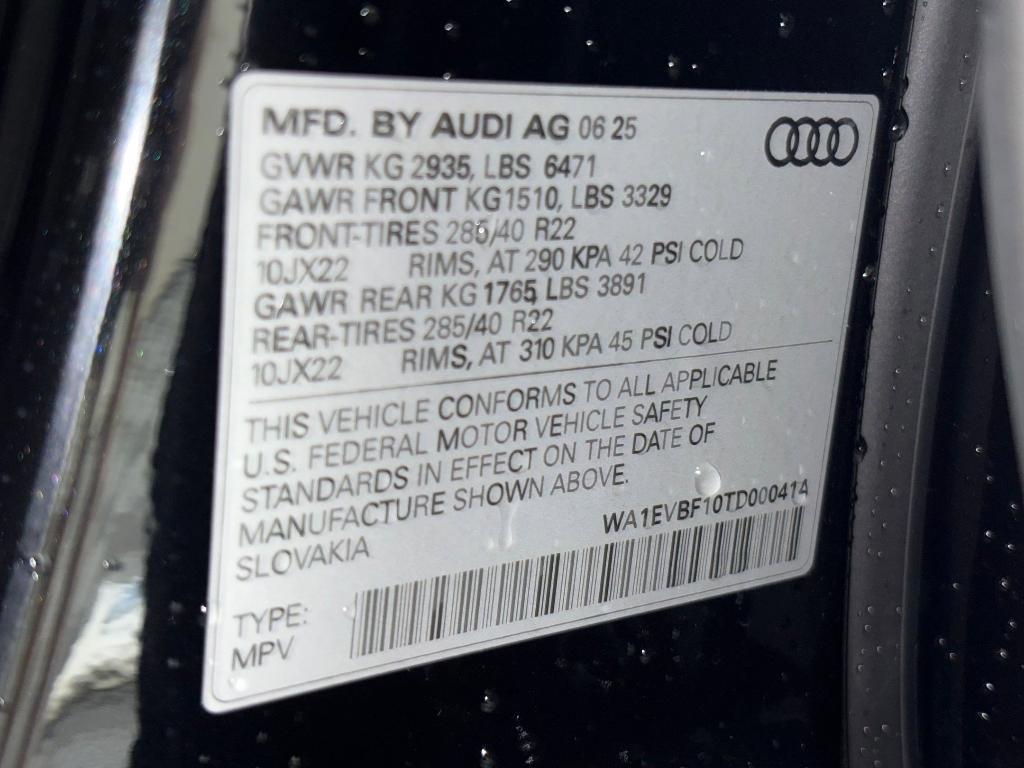 MFD. BY AUDI AG 06 25
GVWR KG 2935, LBS 6471
GAWR FRONT KG1510, LBS 3329
FRONT-TIRES 285/40 R22
10JX22 RIMS, AT 290 KPA 42 PSI COLD
GAWR REAR KG 1765, LBS 3891
REAR-TIRES 285/40 R22
10JX22 RIMS, AT 310 KPA 45 PSI COLD
THIS VEHICLE CONFORMS TO ALL APPLICABLE
U.S. FEDERAL MOTOR VEHICLE SAFETY
STANDARDS IN EFFECT ON THE DATE OF
MANUFACTURE SHOWN ABOVE.
SLOVAKIA
WA1EVBF10TD000414
TYPE:
MPV